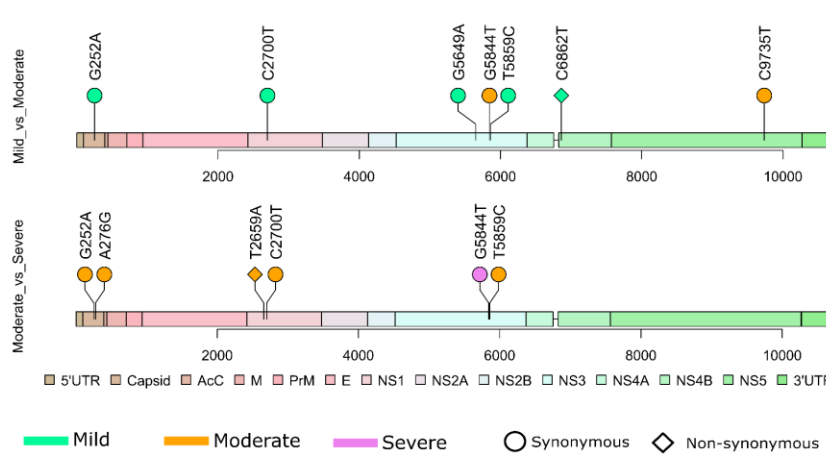 Mild_vs_Moderate
G252A
C2700T
G5649A
G5844T
T5859C
C6862T
C9735T
2000 4000 6000 8000 10000
Moderate_vs_Severe
G252A
A276G
T2659A
C2700T
G5844T
T5859C
2000 4000 6000 8000 10000
5'UTR Capsid AcC M PrM E NS1 NS2A NS2B NS3 NS4A NS4B NS5 3'UTF
Mild Moderate Severe Synonymous Non-synonymous